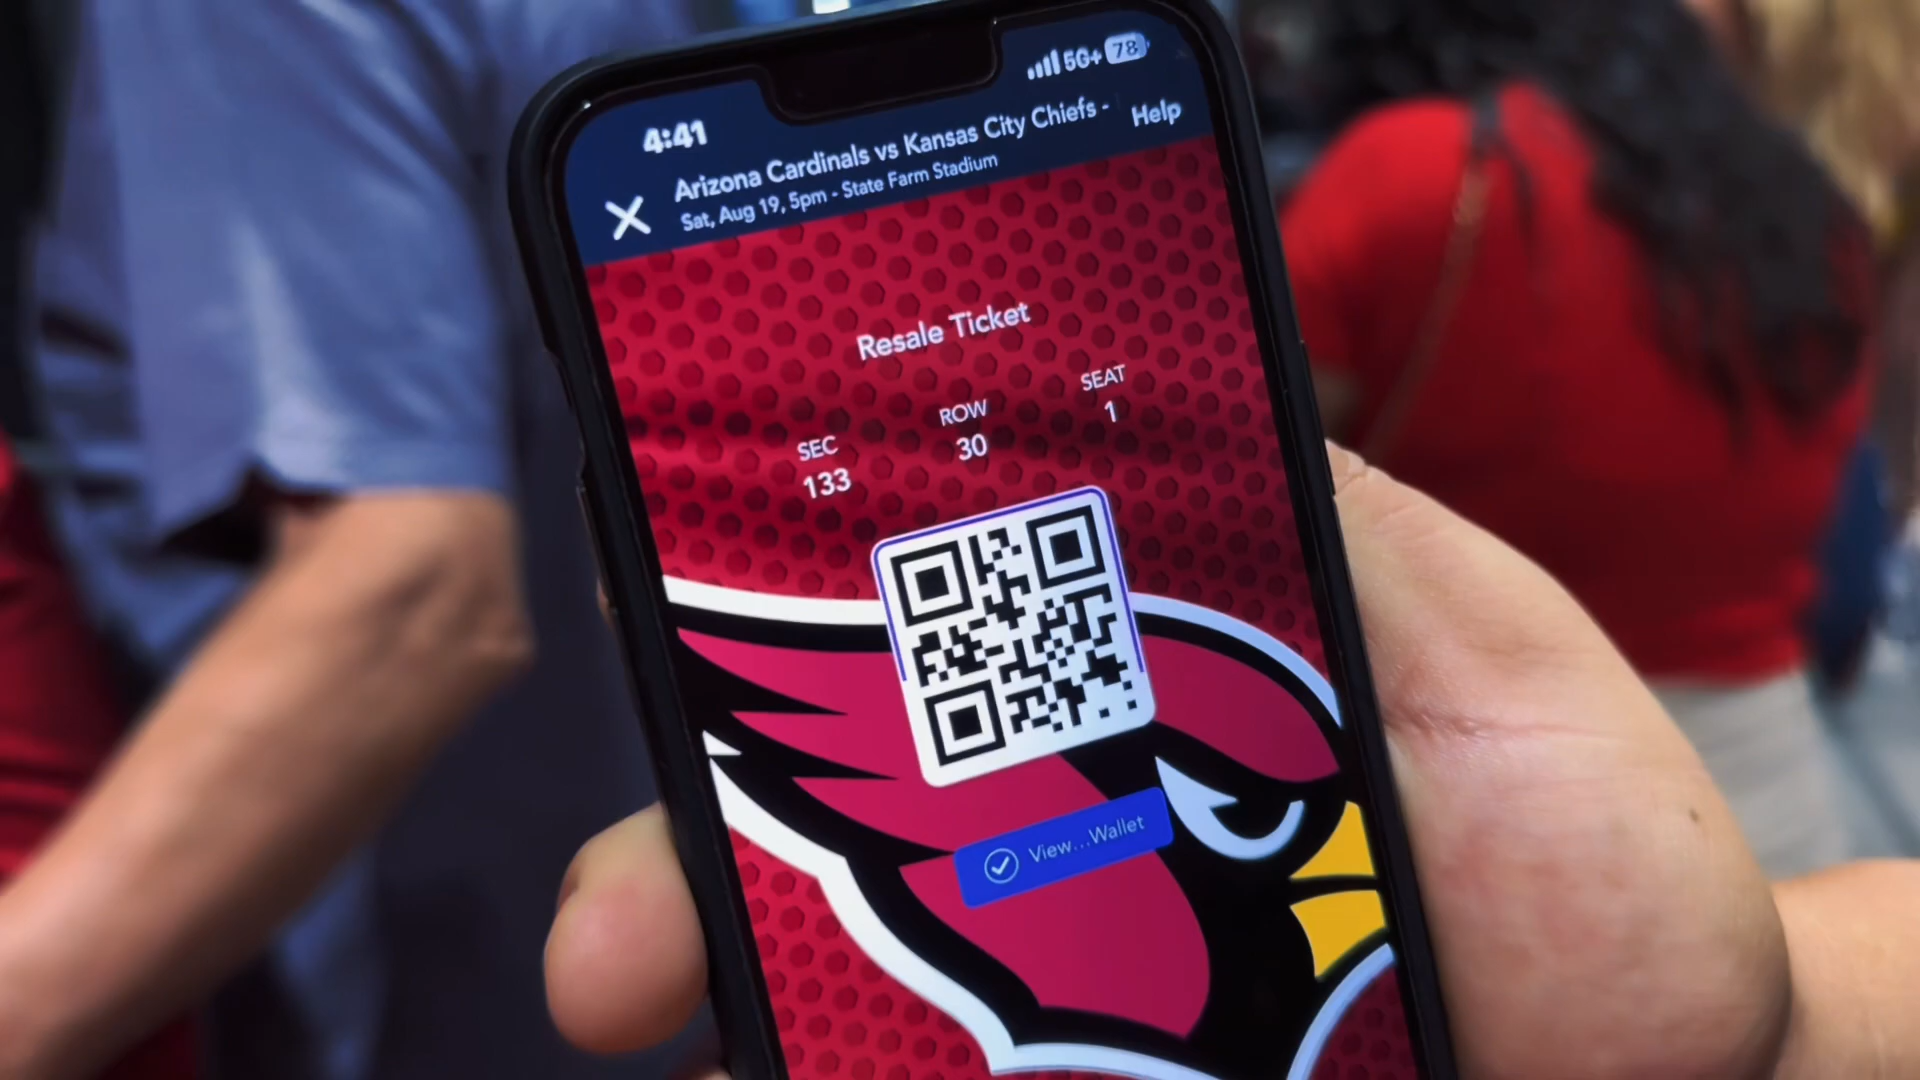 4:41
5G+ 78
Arizona Cardinals vs Kansas City Chiefs -
Help
Sat, Aug 19, 5pm - State Farm Stadium
Resale Ticket
SEC ROW SEAT
133 30 1
View...Wallet